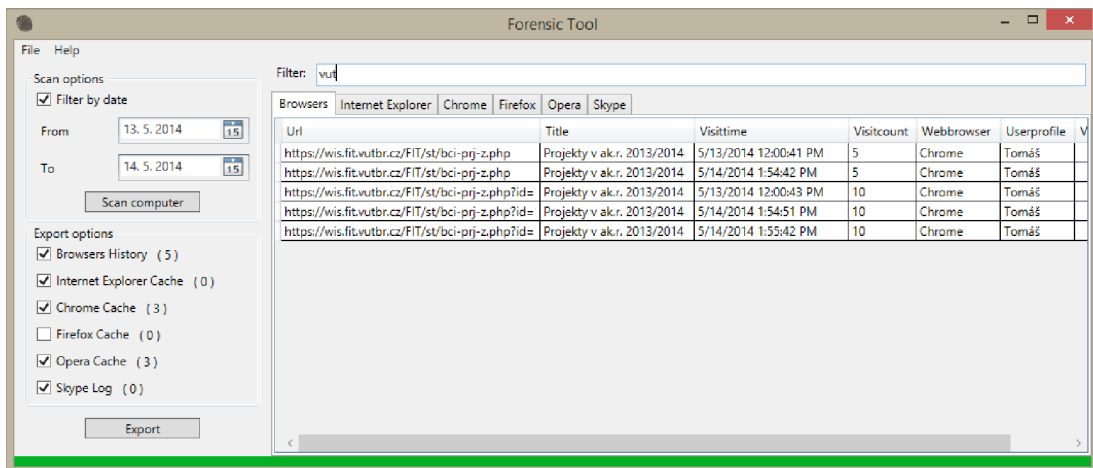 Forensic Tool
File Help
Scan options
Filter by date
From 13. 5. 2014 15
To 14. 5. 2014 15
Scan computer
Export options
Browsers History ( 5 )
Internet Explorer Cache ( 0 )
Chrome Cache ( 3 )
Firefox Cache ( 0 )
Opera Cache ( 3 )
Skype Log ( 0 )
Export
Filter: vut
Browsers Internet Explorer Chrome Firefox Opera Skype
Url Title Visittime Visitcount Webbrowser Userprofile V
https://wis.fit.vutbr.cz/FIT/st/bci-prj-z.php Projekty v ak.r. 2013/2014 5/13/2014 12:00:41 PM 5 Chrome Tomáš
https://wis.fit.vutbr.cz/FIT/st/bci-prj-z.php Projekty v ak.r. 2013/2014 5/14/2014 1:54:42 PM 5 Chrome Tomáš
https://wis.fit.vutbr.cz/FIT/st/bci-prj-z.php?id= Projekty v ak.r. 2013/2014 5/13/2014 12:00:43 PM 10 Chrome Tomáš
https://wis.fit.vutbr.cz/FIT/st/bci-prj-z.php?id= Projekty v ak.r. 2013/2014 5/14/2014 1:54:51 PM 10 Chrome Tomáš
https://wis.fit.vutbr.cz/FIT/st/bci-prj-z.php?id= Projekty v ak.r. 2013/2014 5/14/2014 1:55:42 PM 10 Chrome Tomáš